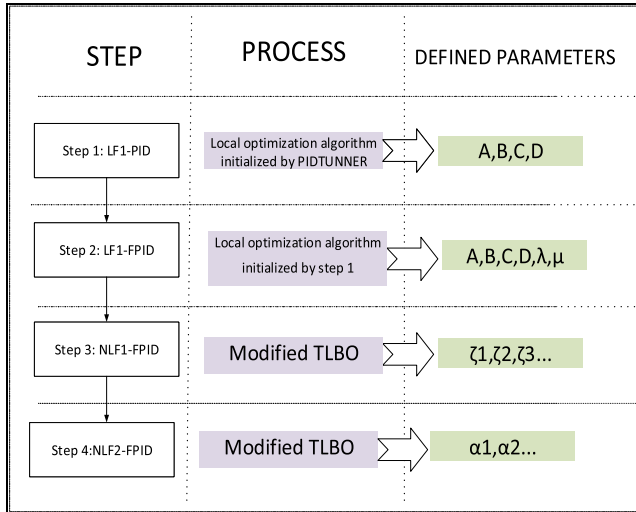 STEP
PROCESS
DEFINED PARAMETERS
Step 1: LF1-PID
Local optimization algorithm
initialized by PIDTUNNER
A,B,C,D
Step 2: LF1-FPID
Local optimization algorithm
initialized by step 1
A,B,C,D,λ,μ
Step 3: NLF1-FPID
Modified TLBO
ζ1,ζ2,ζ3...
Step 4:NLF2-FPID
Modified TLBO
α1,α2...